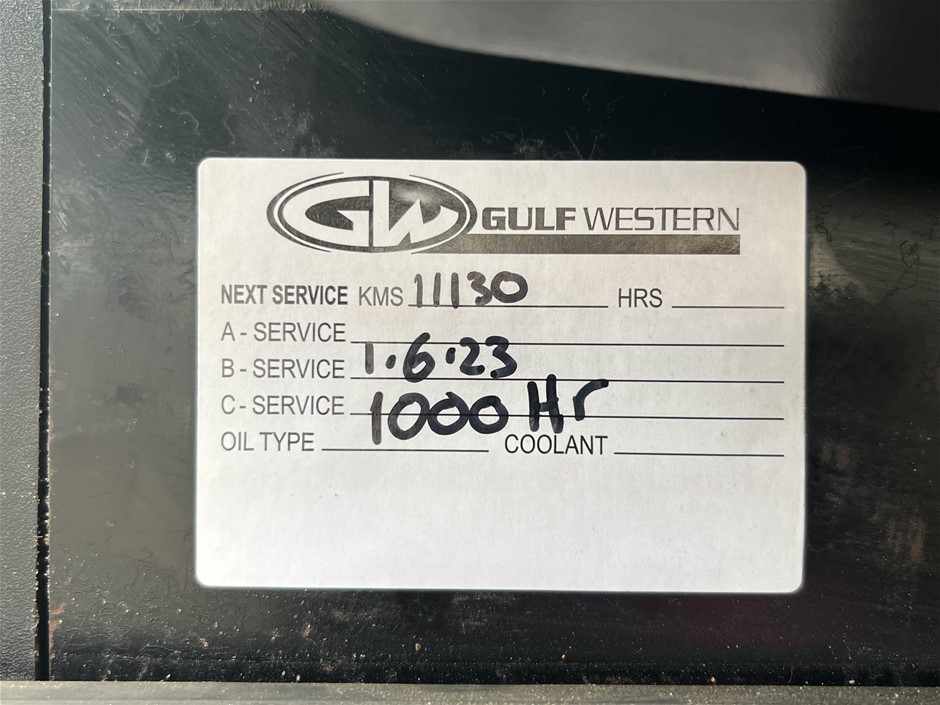 GW GULF WESTERN
NEXT SERVICE KMS 11130 HRS
A - SERVICE
B - SERVICE 1.6.23
C - SERVICE 1000 Hr
OIL TYPE COOLANT